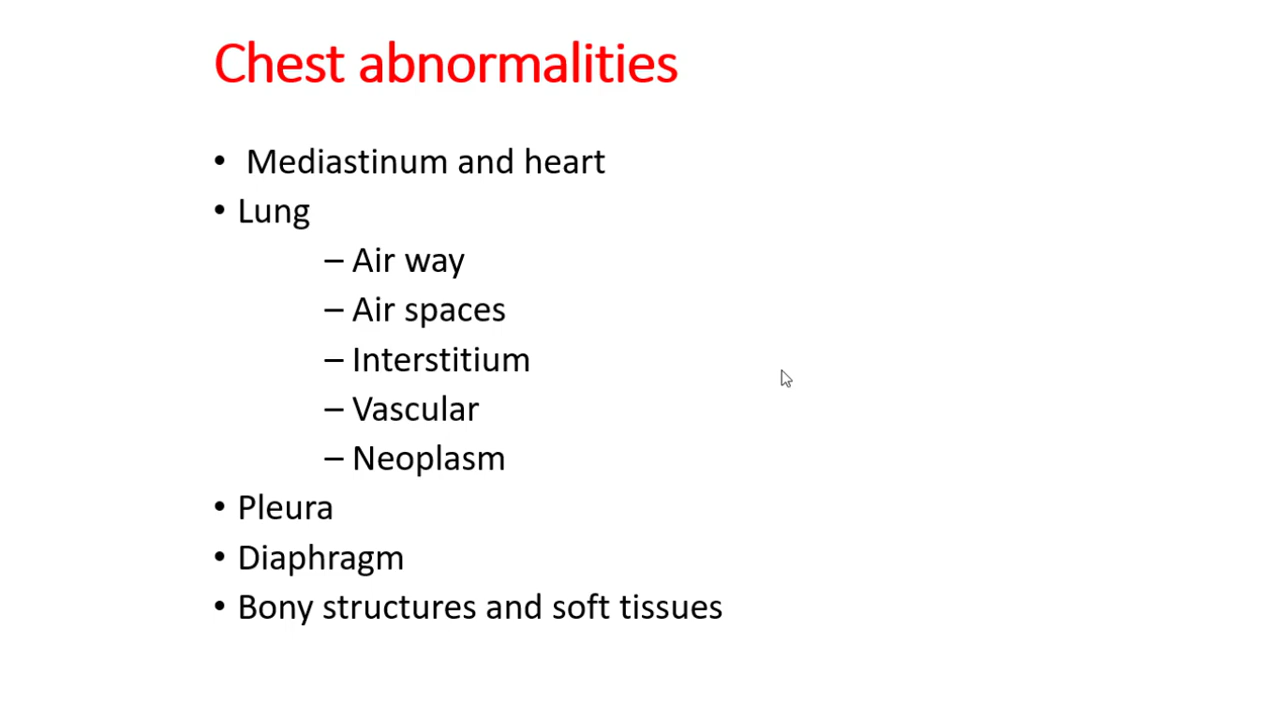 Chest abnormalities
• Mediastinum and heart
• Lung
– Air way
– Air spaces
– Interstitium
– Vascular
– Neoplasm
• Pleura
• Diaphragm
• Bony structures and soft tissues